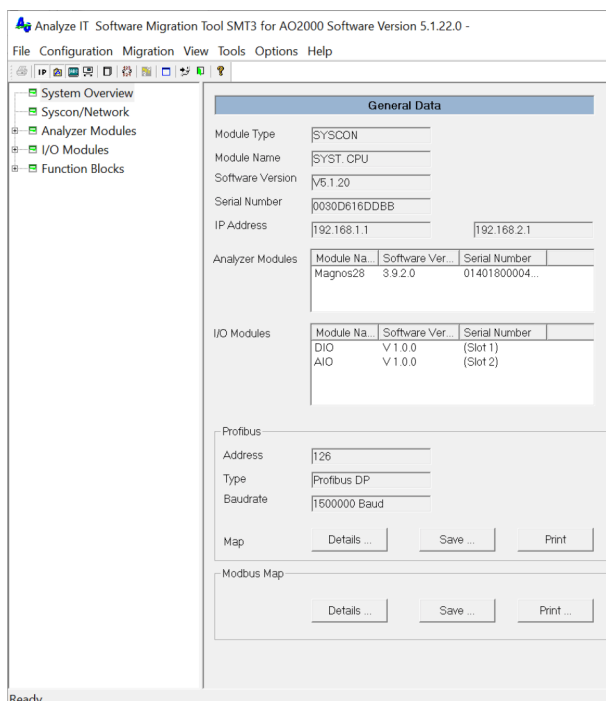 Analyze IT  Software Migration Tool SMT3 for AO2000 Software Version 5.1.22.0 -
File Configuration Migration View Tools Options Help
IP
System Overview
Syscon/Network
Analyzer Modules
I/O Modules
Function Blocks
General Data
Module Type SYSCON
Module Name SYST. CPU
Software Version V5.1.20
Serial Number 0030D616DDBB
IP Address 192.168.1.1 192.168.2.1
Analyzer Modules
Module Na... Software Ver... Serial Number
Magnos28 3.9.2.0 01401800004...
I/O Modules
Module Na... Software Ver... Serial Number
DIO V 1.0.0 (Slot 1)
AIO V 1.0.0 (Slot 2)
Profibus
Address 126
Type Profibus DP
Baudrate 1500000 Baud
Map Details ... Save ... Print
Modbus Map
Details ... Save ... Print ...
Ready